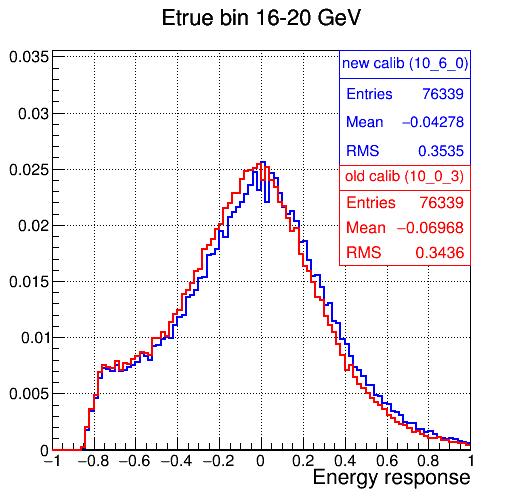 Etrue bin 16-20 GeV
new calib (10_6_0)
Entries 76339
Mean −0.04278
RMS 0.3535
old calib (10_0_3)
Entries 76339
Mean −0.06968
RMS 0.3436
0.035
0.03
0.025
0.02
0.015
0.01
0.005
0
−1 −0.8 −0.6 −0.4 −0.2 0 0.2 0.4 0.6 0.8 1
Energy response